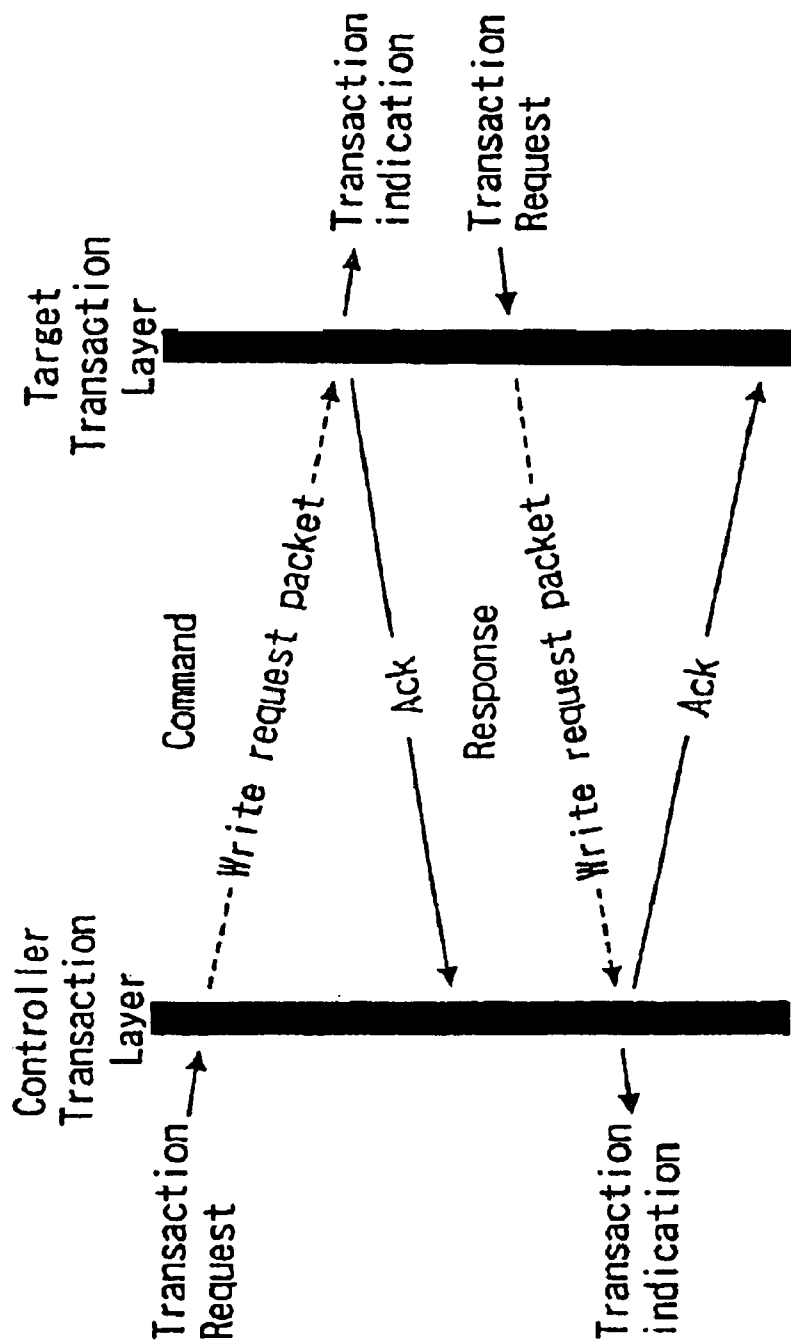 Controller
Transaction
Layer
Target
Transaction
Layer
Transaction
Request
Command
Write request packet
Transaction
indication
Ack
Response
Transaction
Request
Write request packet
Transaction
indication
Ack